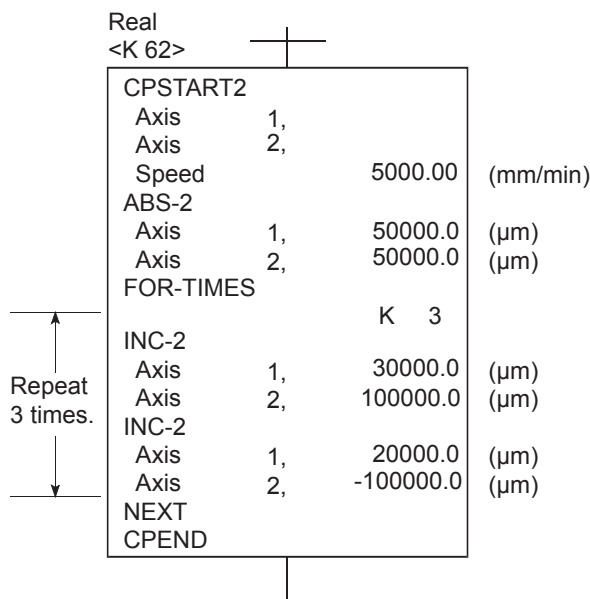 Real
<K 62>
CPSTART2
Axis 1,
Axis 2,
Speed 5000.00 (mm/min)
ABS-2
Axis 1, 50000.0 (μm)
Axis 2, 50000.0 (μm)
FOR-TIMES
K 3
INC-2
Axis 1, 30000.0 (μm)
Axis 2, 100000.0 (μm)
INC-2
Axis 1, 20000.0 (μm)
Axis 2, -100000.0 (μm)
NEXT
CPEND
Repeat
3 times.